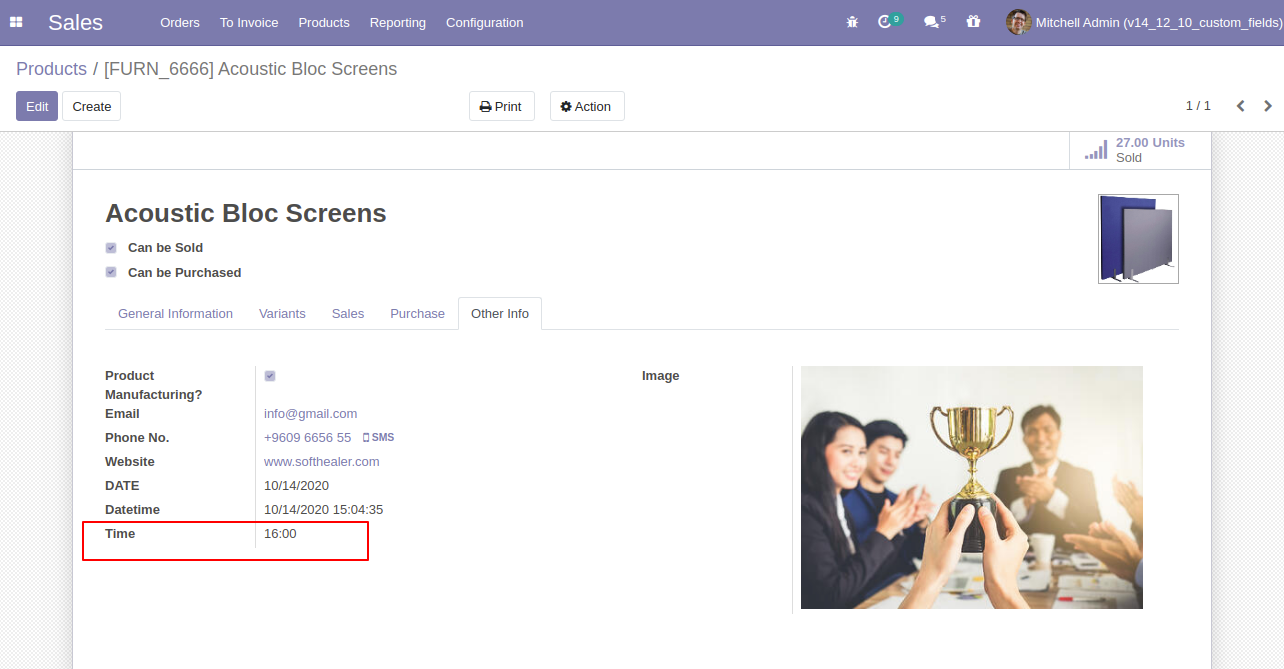 Sales Orders To Invoice Products Reporting Configuration 9 5 Mitchell Admin (v14_12_10_custom_fields)
Products / [FURN_6666] Acoustic Bloc Screens
Edit Create Print Action 1 / 1
27.00 Units
Sold
Acoustic Bloc Screens
Can be Sold
Can be Purchased
General Information Variants Sales Purchase Other Info
Product
Manufacturing?
Image
Email info@gmail.com
Phone No. +9609 6656 55 SMS
Website www.softhealer.com
DATE 10/14/2020
Datetime 10/14/2020 15:04:35
Time 16:00